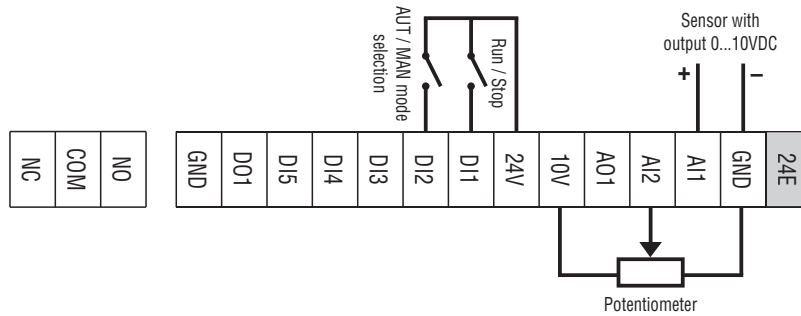 AUT / MAN mode
selection
Run / Stop
Sensor with
output 0...10VDC
+
–
NC
COM
NO
GND
DO1
DI5
DI4
DI3
DI2
DI1
24V
10V
AO1
AI2
AI1
GND
24E
Potentiometer